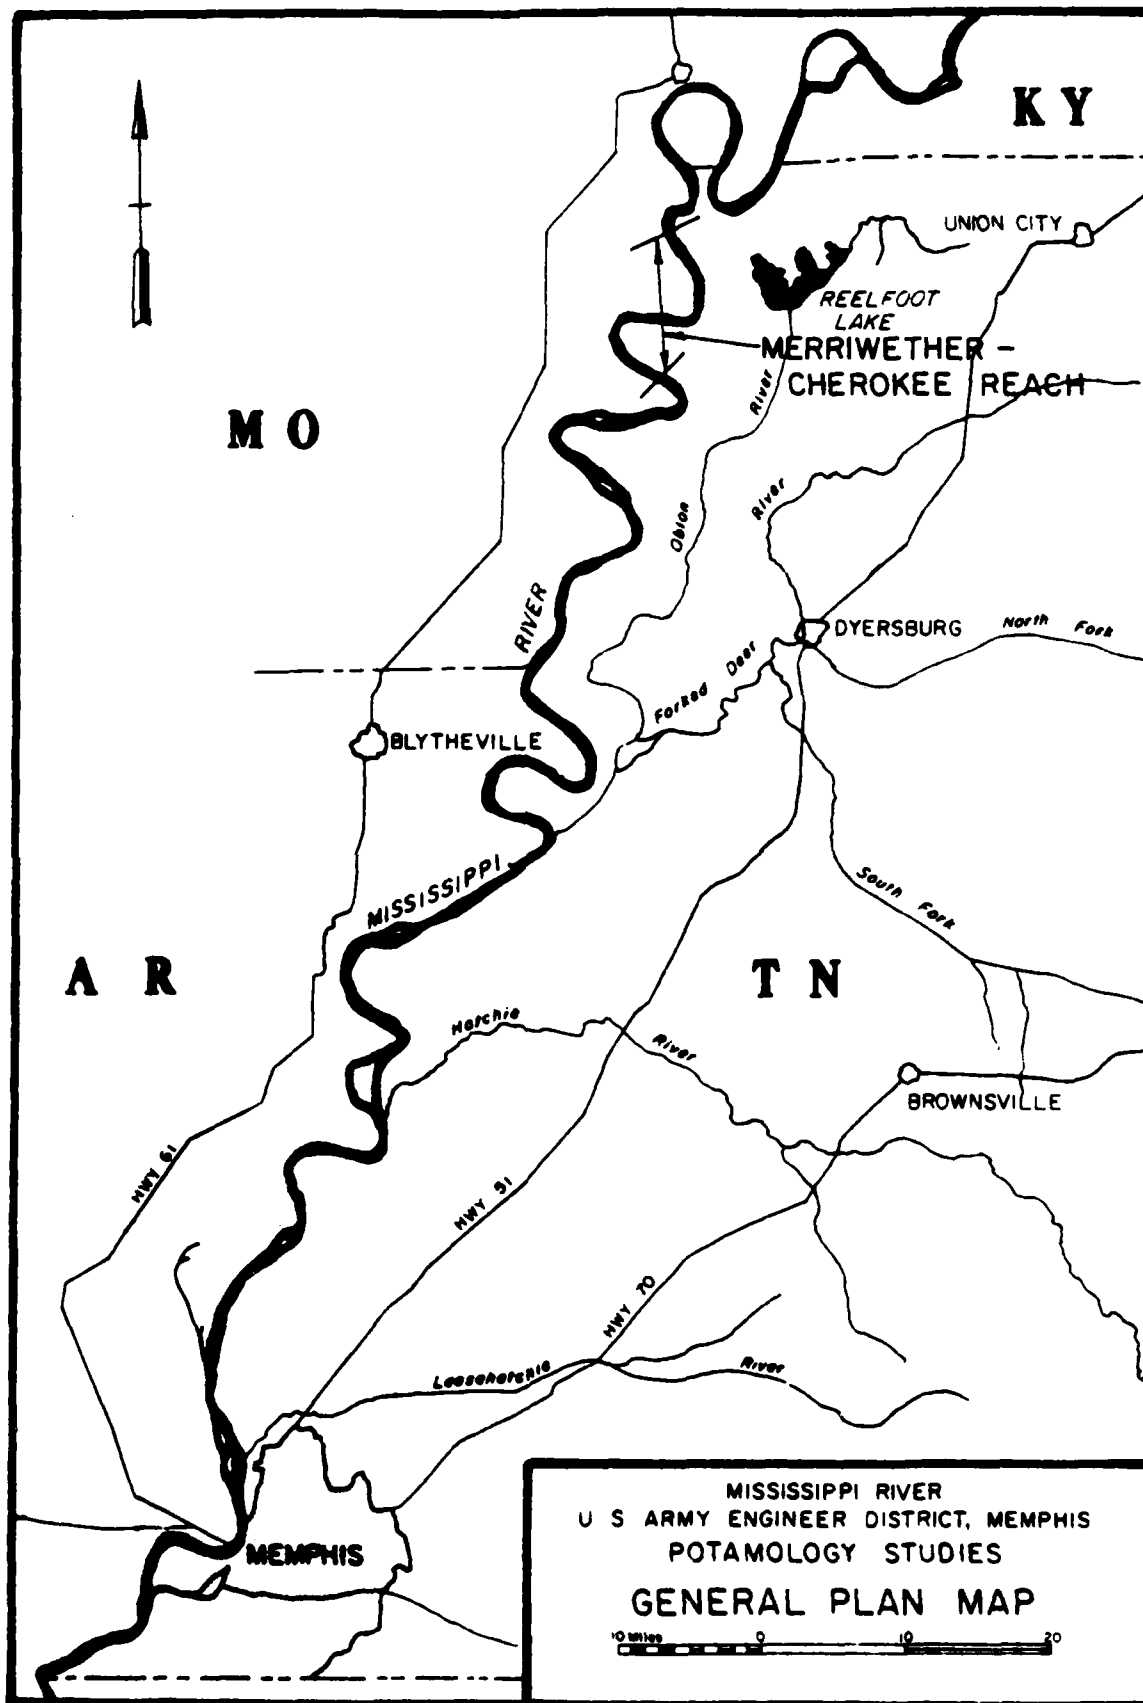 KY
UNION CITY
REELFOOT
LAKE
MERRIWETHER -
CHEROKEE REACH
MO
River
Obion
River
RIVER
DYERSBURG
North Fork
Forked Deer
BLYTHEVILLE
MISSISSIPPI
South Fork
AR
TN
Hatchie
River
BROWNSVILLE
HWY 61
HWY 51
HWY 70
Loosahatchie
River
MEMPHIS
MISSISSIPPI RIVER
U S ARMY ENGINEER DISTRICT, MEMPHIS
POTAMOLOGY STUDIES
GENERAL PLAN MAP
10 Miles 0 10 20